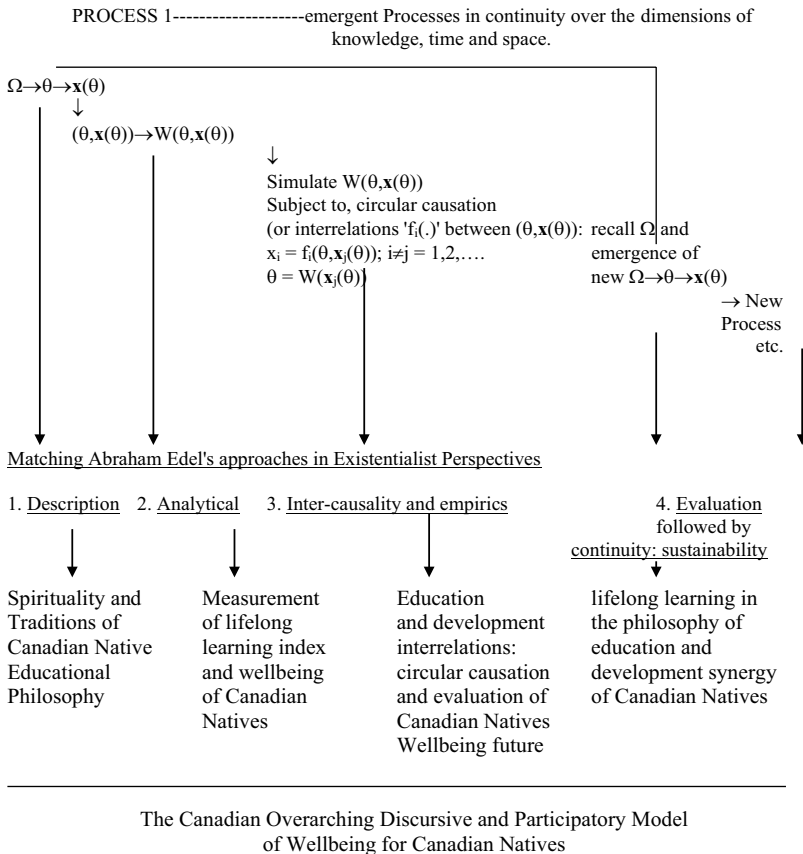 PROCESS 1--------------------emergent Processes in continuity over the dimensions of
knowledge, time and space.
Ω→θ→x(θ)
↓
(θ,x(θ))→W(θ,x(θ))
↓
Simulate W(θ,x(θ))
Subject to, circular causation
(or interrelations 'fᵢ(.)' between (θ,x(θ)):
xᵢ = fᵢ(θ,xⱼ(θ)); i≠j = 1,2,….
θ = W(xⱼ(θ))
recall Ω and
emergence of
new Ω→θ→x(θ)
→ New
Process
etc.
Matching Abraham Edel's approaches in Existentialist Perspectives
1. Description 2. Analytical 3. Inter-causality and empirics 4. Evaluation
followed by
continuity: sustainability
Spirituality and
Traditions of
Canadian Native
Educational
Philosophy
Measurement
of lifelong
learning index
and wellbeing
of Canadian
Natives
Education
and development
interrelations:
circular causation
and evaluation of
Canadian Natives
Wellbeing future
lifelong learning in
the philosophy of
education and
development synergy
of Canadian Natives
The Canadian Overarching Discursive and Participatory Model
of Wellbeing for Canadian Natives